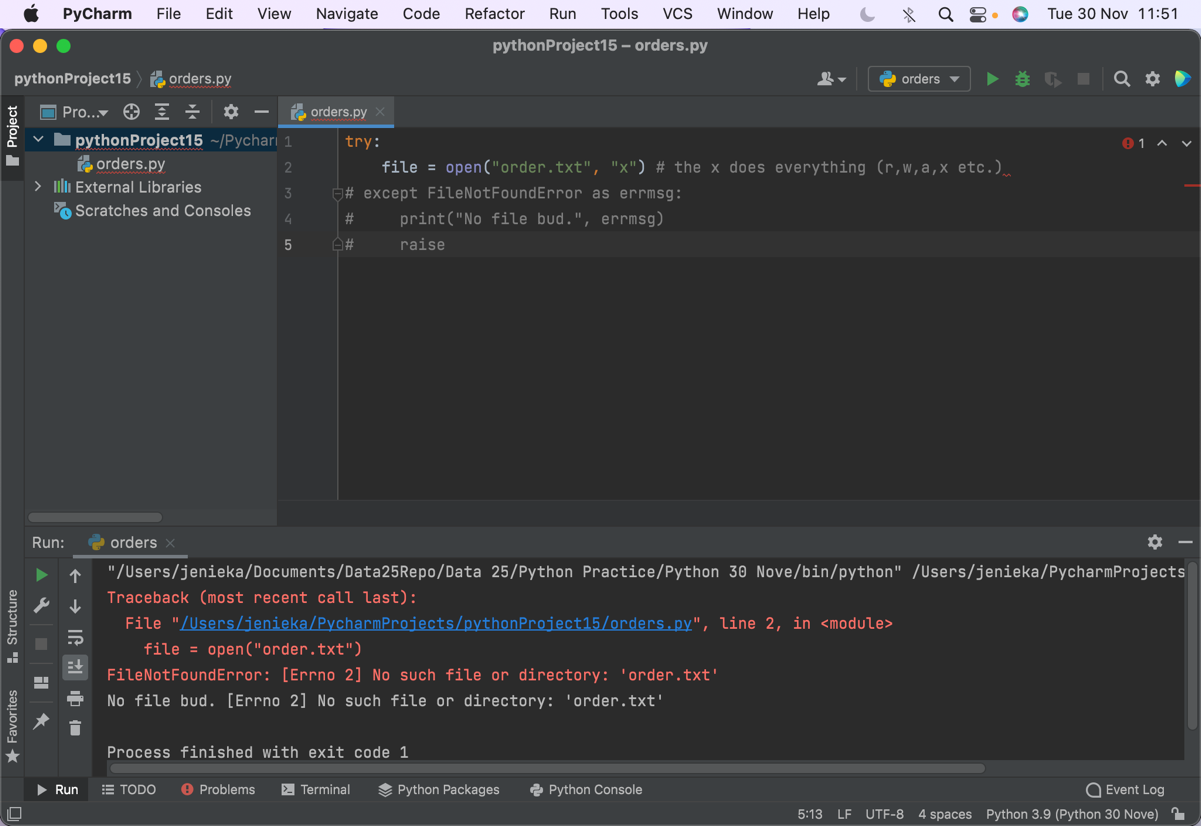 PyCharm File Edit View Navigate Code Refactor Run Tools VCS Window Help Tue 30 Nov 11:51
pythonProject15 – orders.py
pythonProject15 orders.py orders
Project
Pro... orders.py
pythonProject15 ~/Pychar
orders.py
External Libraries
Scratches and Consoles
1 try: 1
2 file = open("order.txt", "x") # the x does everything (r,w,a,x etc.)
3 # except FileNotFoundError as errmsg:
4 # print("No file bud.", errmsg)
5 # raise
Run: orders
"/Users/jenieka/Documents/Data25Repo/Data 25/Python Practice/Python 30 Nove/bin/python" /Users/jenieka/PycharmProjects
Traceback (most recent call last):
File "/Users/jenieka/PycharmProjects/pythonProject15/orders.py", line 2, in <module>
file = open("order.txt")
FileNotFoundError: [Errno 2] No such file or directory: 'order.txt'
No file bud. [Errno 2] No such file or directory: 'order.txt'
Process finished with exit code 1
Structure
Favorites
Run TODO Problems Terminal Python Packages Python Console Event Log
5:13 LF UTF-8 4 spaces Python 3.9 (Python 30 Nove)